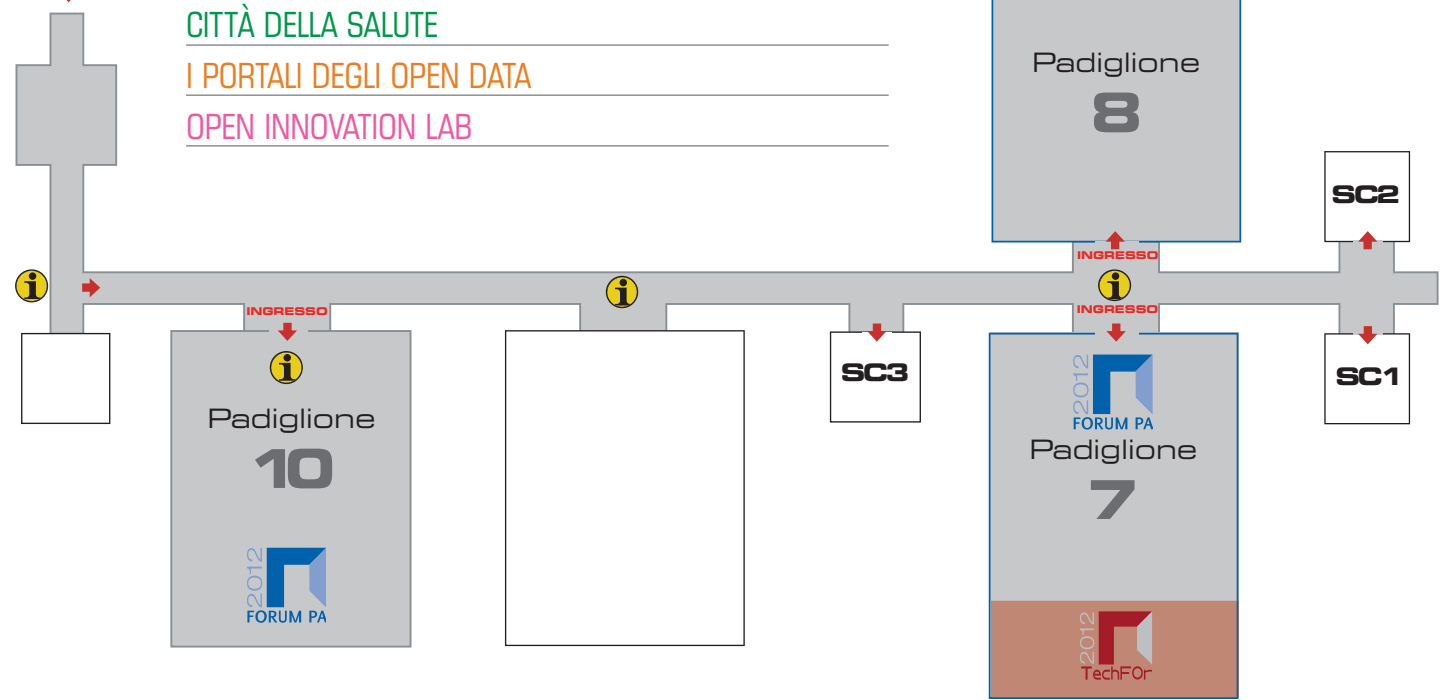 CITTÀ DELLA SALUTE
I PORTALI DEGLI OPEN DATA
OPEN INNOVATION LAB
Padiglione
8
SC2
INGRESSO
i
i
i
INGRESSO
INGRESSO
i
Padiglione
10
2012
FORUM PA
SC3
2012
FORUM PA
Padiglione
7
2012
TechFOr
SC1